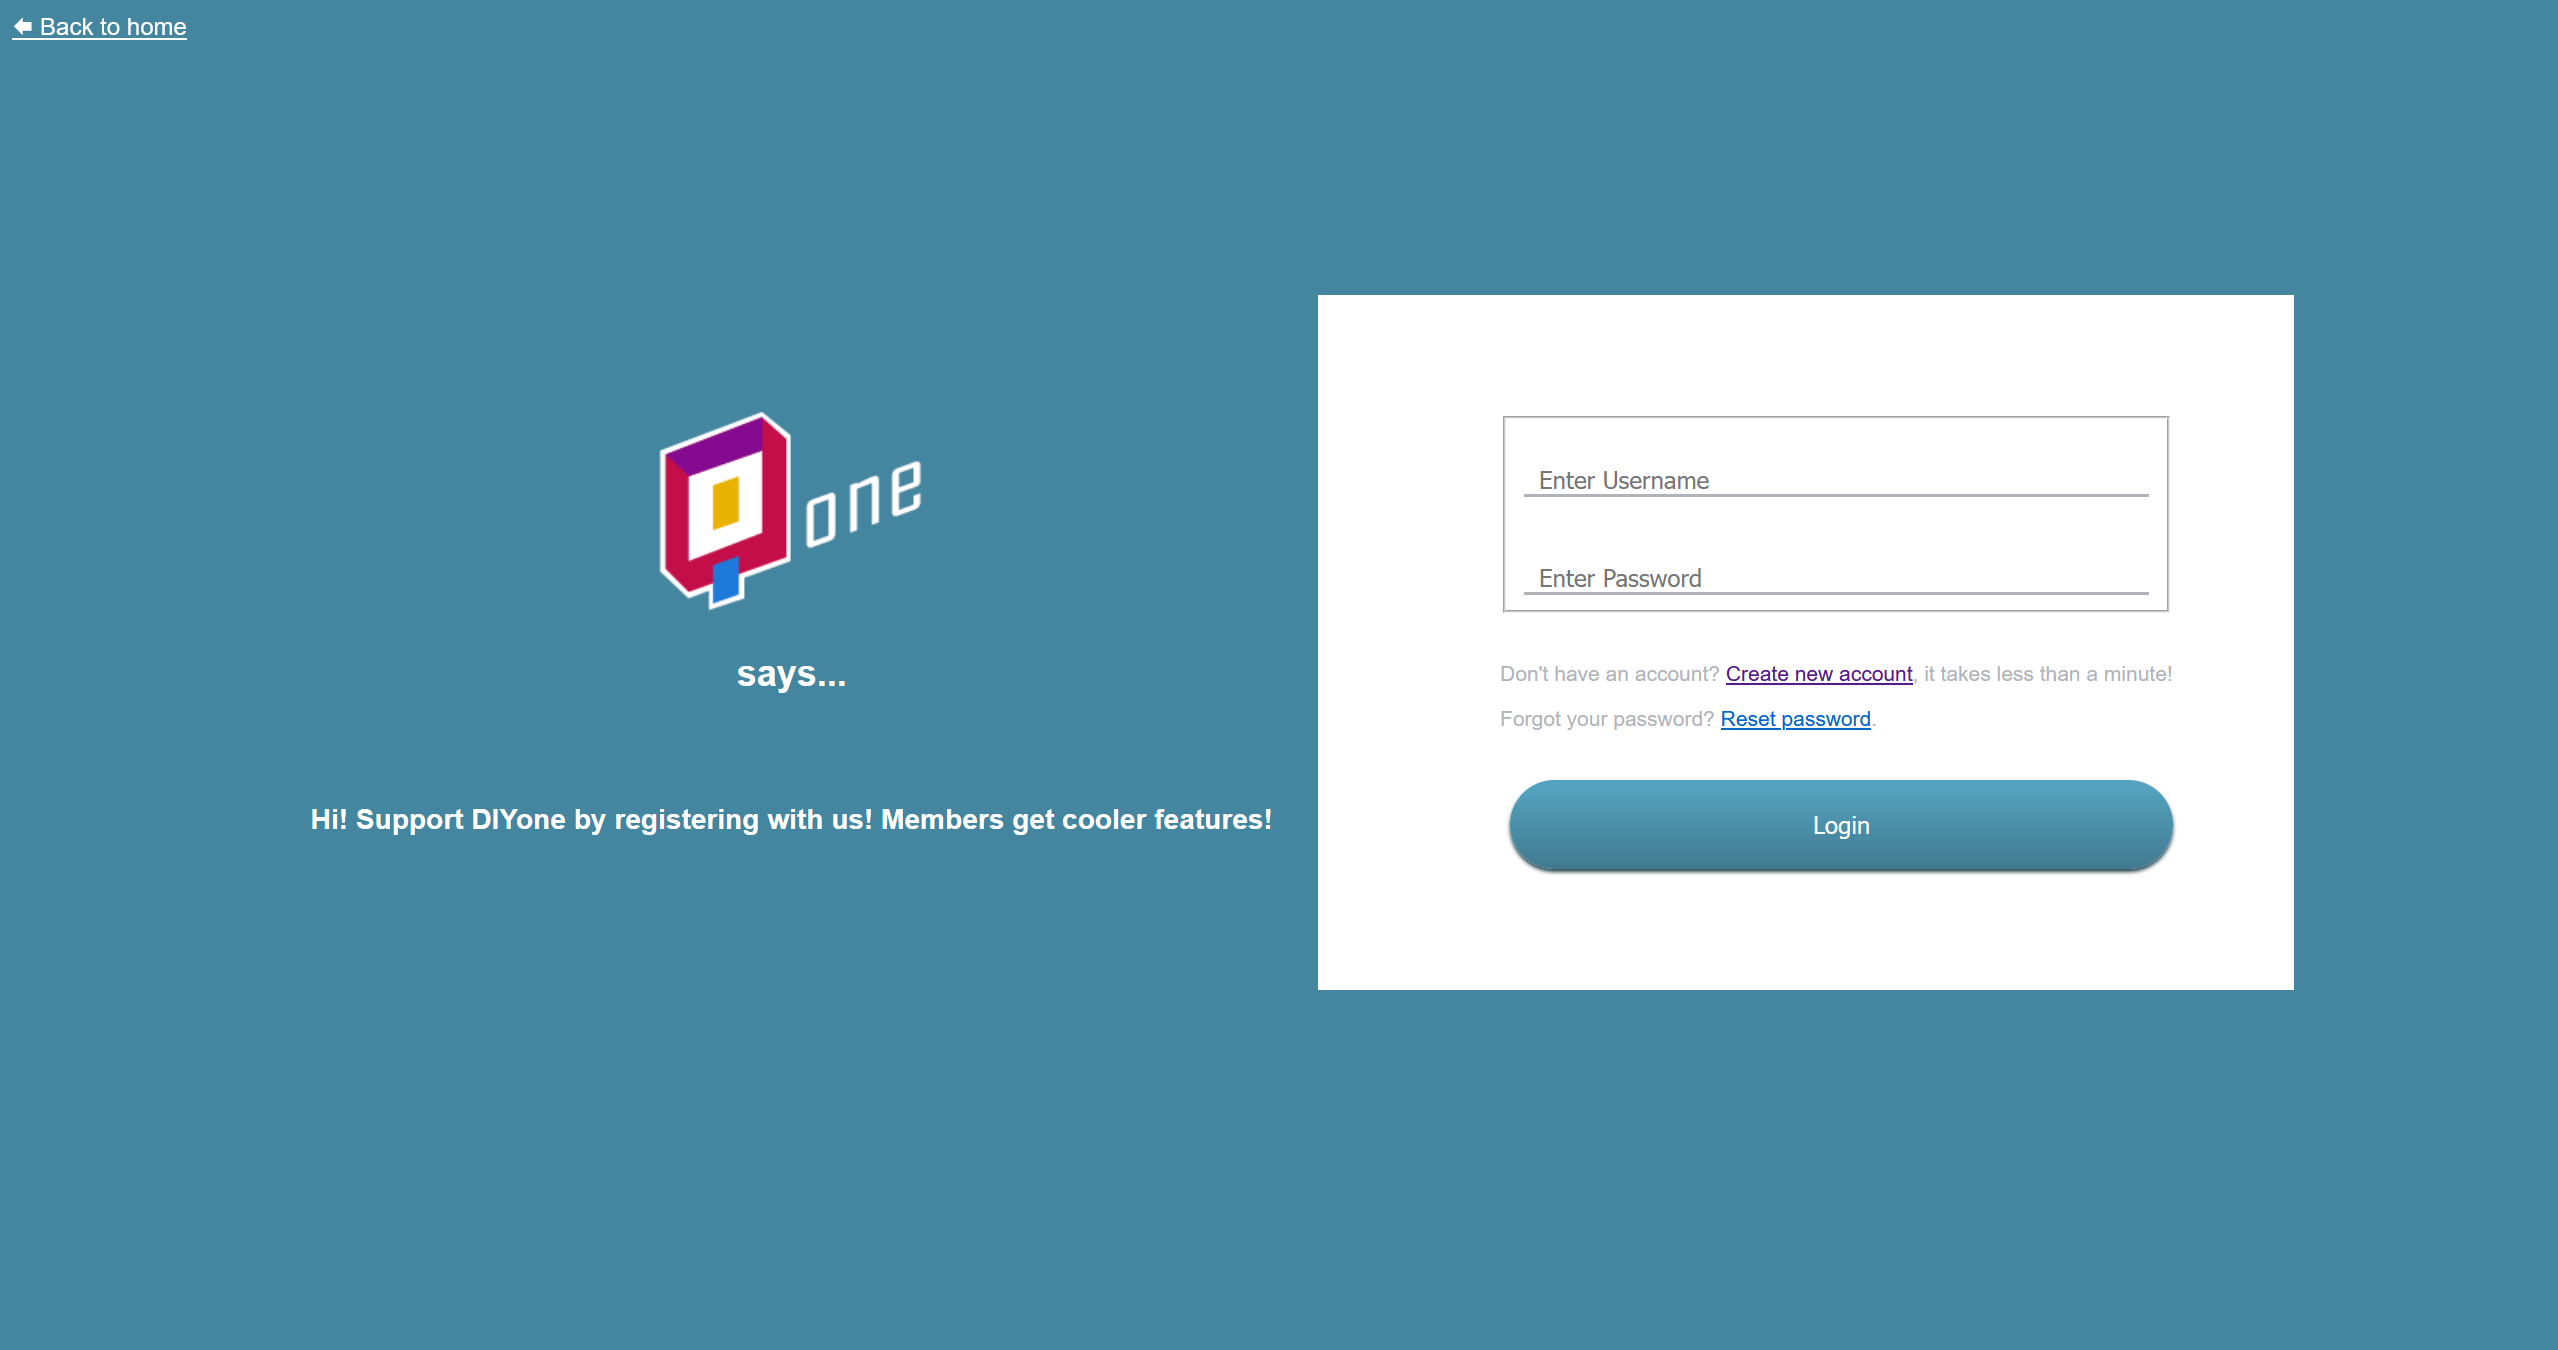 Back to home
one
says...
Hi! Support DIYone by registering with us! Members get cooler features!
Enter Username
Enter Password
Don't have an account? Create new account, it takes less than a minute!
Forgot your password? Reset password.
Login